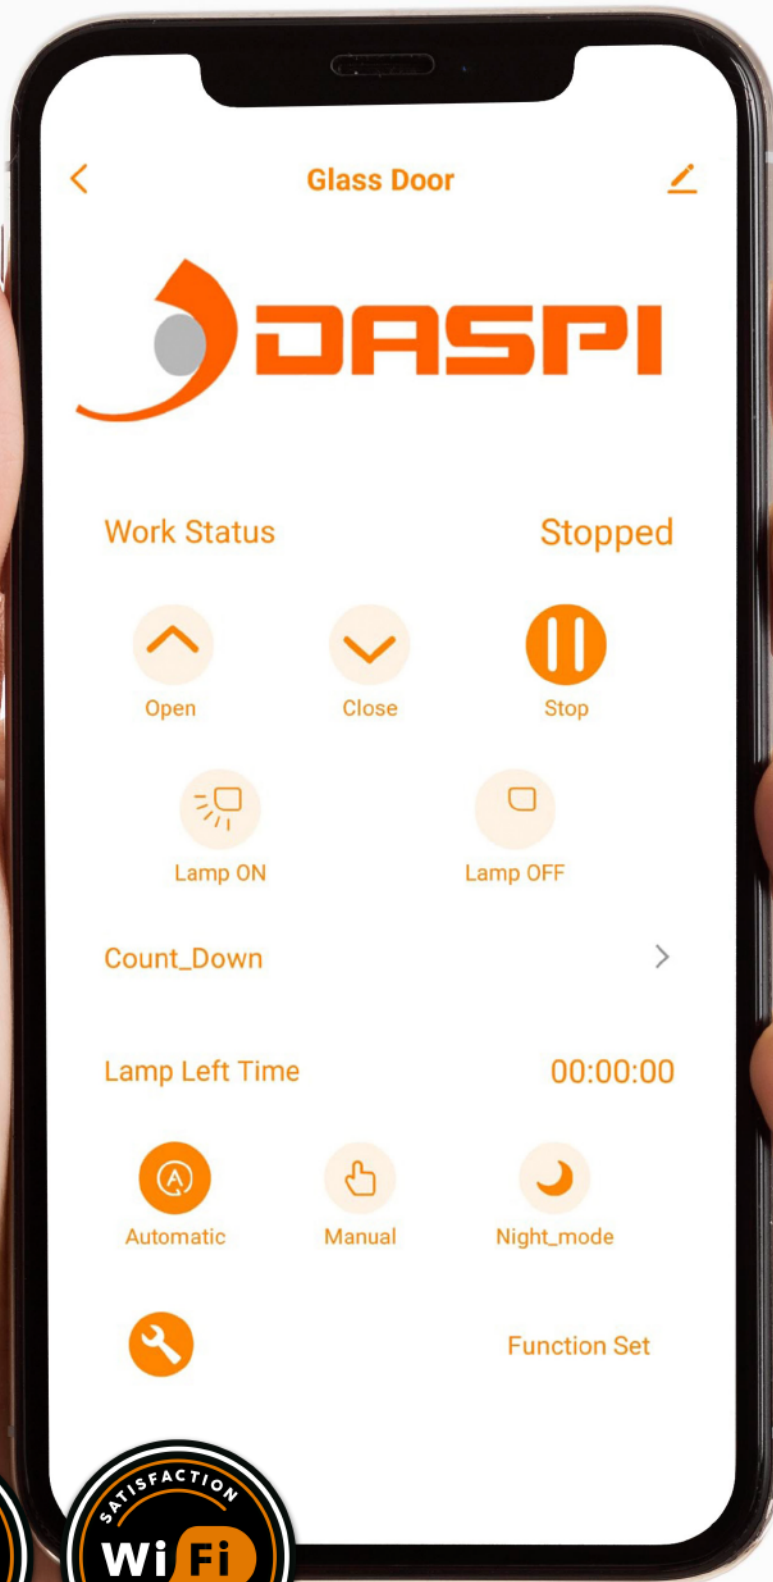 Glass Door
DASPI
Work Status Stopped
Open Close Stop
Lamp ON Lamp OFF
Count_Down
Lamp Left Time 00:00:00
A
Automatic Manual Night_mode
Function Set
SATISFACTION
WiFi